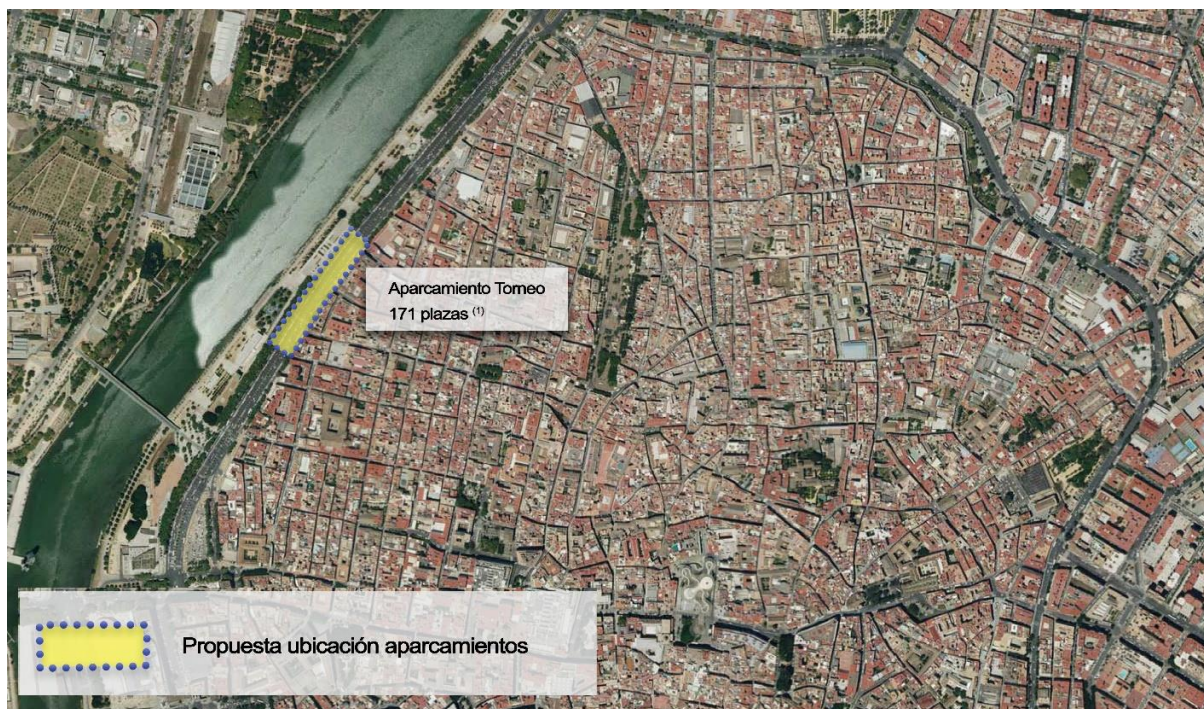 Aparcamiento Torneo
171 plazas (1)
Propuesta ubicación aparcamientos